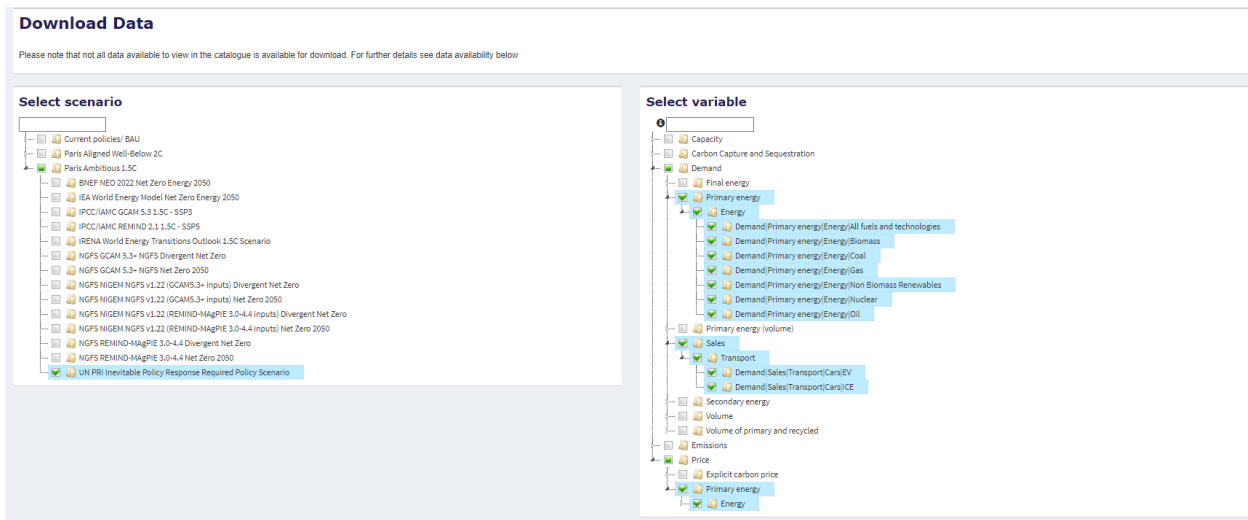 Download Data
Please note that not all data available to view in the catalogue is available for download. For further details see data availability below
Select scenario
Current policies/ BAU
Paris Aligned Well-Below 2C
Paris Ambitious 1.5C
BNEF NEO 2022 Net Zero Energy 2050
IEA World Energy Model Net Zero Energy 2050
IPCC/IAMC GCAM 5.3 1.5C - SSP3
IPCC/IAMC REMIND 2.1 1.5C - SSP5
IRENA World Energy Transitions Outlook 1.5C Scenario
NGFS GCAM 5.3+ NGFS Divergent Net Zero
NGFS GCAM 5.3+ NGFS Net Zero 2050
NGFS NiGEM NGFS v1.22 (GCAM5.3+ inputs) Divergent Net Zero
NGFS NiGEM NGFS v1.22 (GCAM5.3+ inputs) Net Zero 2050
NGFS NiGEM NGFS v1.22 (REMIND-MAgPIE 3.0-4.4 inputs) Divergent Net Zero
NGFS NiGEM NGFS v1.22 (REMIND-MAgPIE 3.0-4.4 inputs) Net Zero 2050
NGFS REMIND-MAgPIE 3.0-4.4 Divergent Net Zero
NGFS REMIND-MAgPIE 3.0-4.4 Net Zero 2050
UN PRI Inevitable Policy Response Required Policy Scenario
Select variable
Capacity
Carbon Capture and Sequestration
Demand
Final energy
Primary energy
Energy
Demand|Primary energy|Energy|All fuels and technologies
Demand|Primary energy|Energy|Biomass
Demand|Primary energy|Energy|Coal
Demand|Primary energy|Energy|Gas
Demand|Primary energy|Energy|Non Biomass Renewables
Demand|Primary energy|Energy|Nuclear
Demand|Primary energy|Energy|Oil
Primary energy (volume)
Sales
Transport
Demand|Sales|Transport|Cars|EV
Demand|Sales|Transport|Cars|ICE
Secondary energy
Volume
Volume of primary and recycled
Emissions
Price
Explicit carbon price
Primary energy
Energy